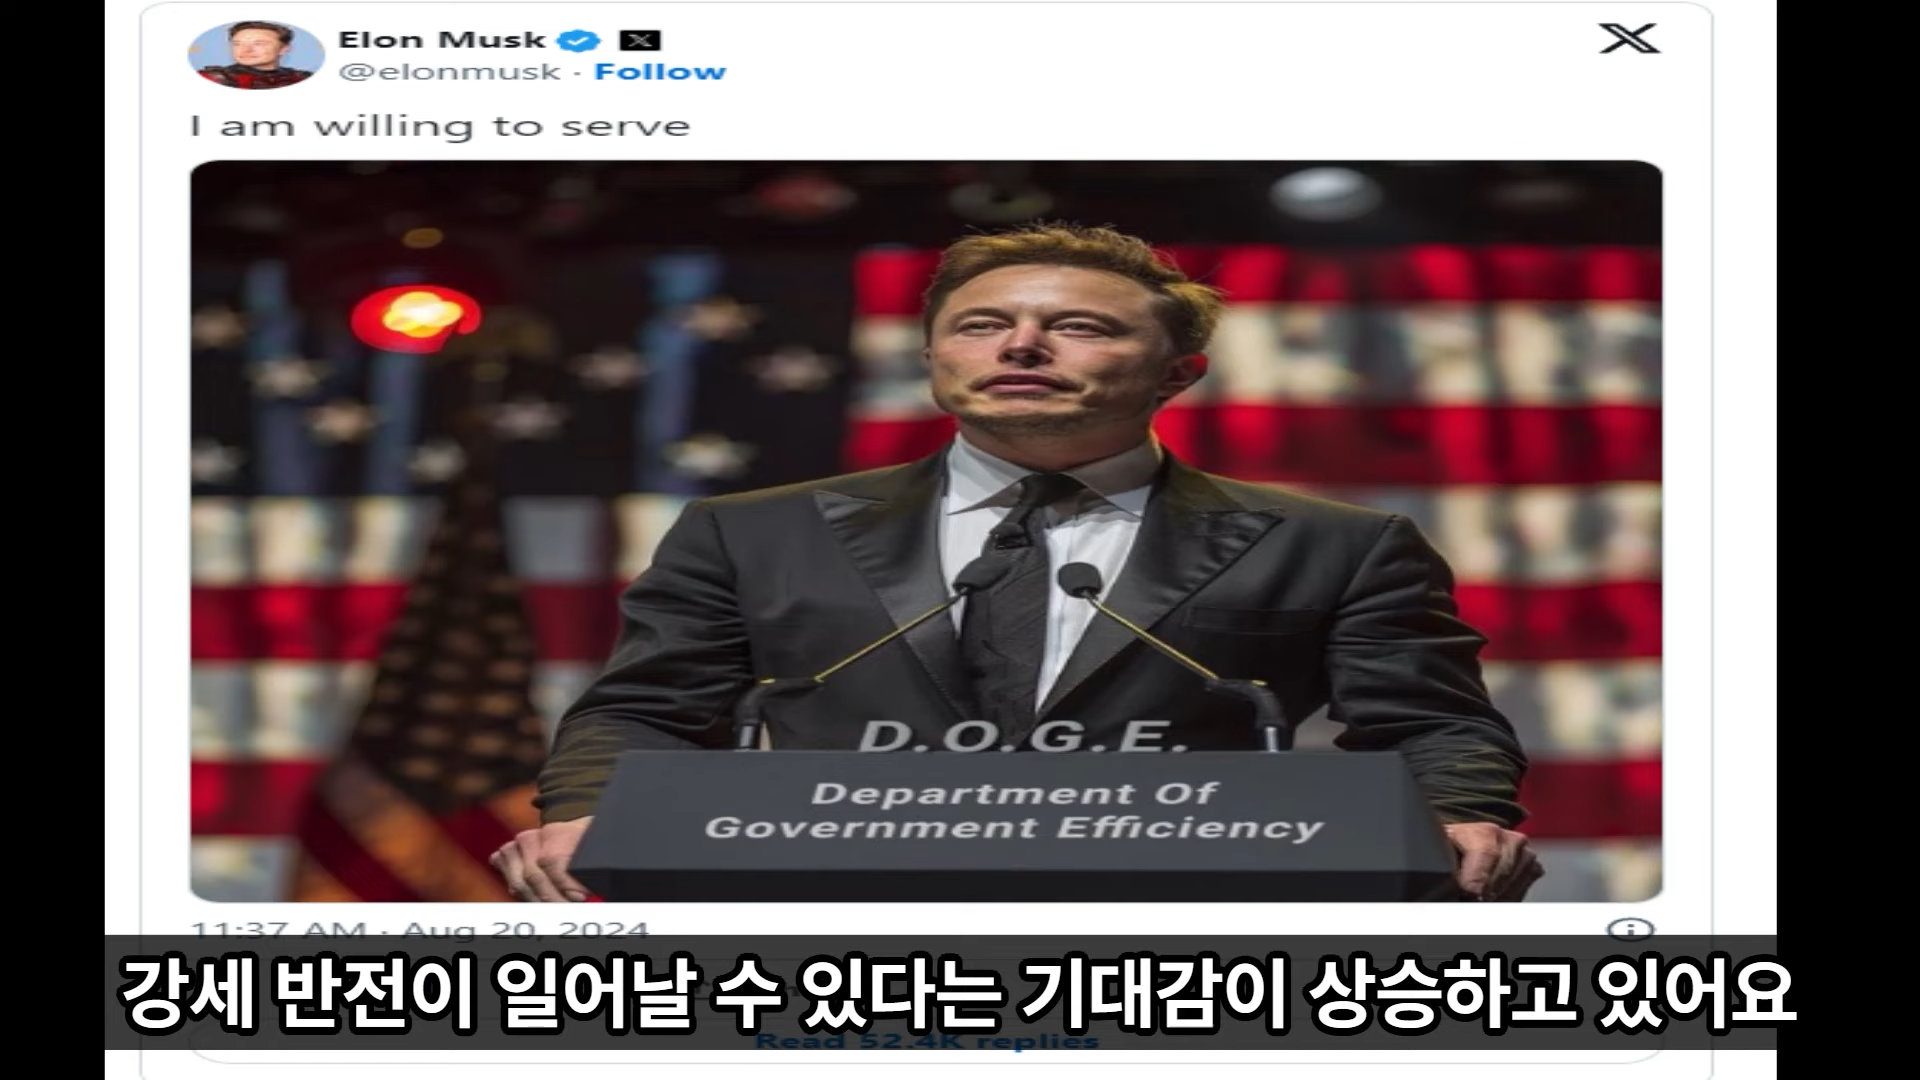 Elon Musk
@elonmusk · Follow
I am willing to serve
D.O.G.E.
Department Of
Government Efficiency
11:37 AM · Aug 20, 2024
강세 반전이 일어날 수 있다는 기대감이 상승하고 있어요
Read 52.4K replies